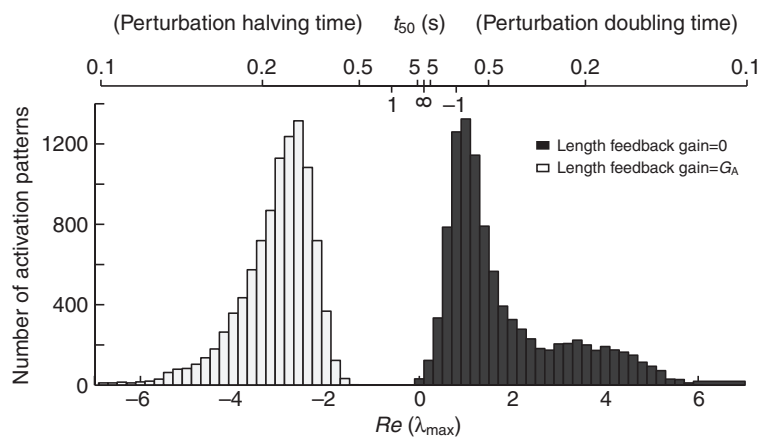 (Perturbation halving time) t50 (s) (Perturbation doubling time)
0.1 0.2 0.5 5 5 0.5 0.2 0.1
1 ∞ –1
Number of activation patterns
1200
800
400
0
Length feedback gain=0
Length feedback gain=GA
–6 –4 –2 0 2 4 6
Re (λmax)